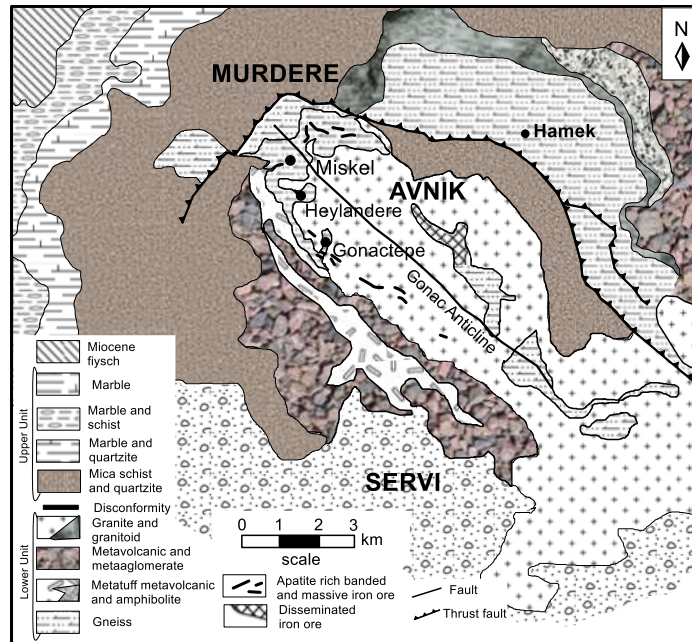 N
MURDERE
Hamek
Miskel
AVNIK
Heylandere
Gonactepe
Gonac Anticline
SERVI
Miocene
fiysch
Upper Unit
Marble
Marble and
schist
Marble and
quartzite
Mica schist
and quartzite
Disconformity
Lower Unit
Granite and
granitoid
Metavolcanic and
metaaglomerate
Metatuff metavolcanic
and amphibolite
Gneiss
0 1 2 3
km
scale
Apatite rich banded
and massive iron ore
Disseminated
iron ore
Fault
Thrust fault